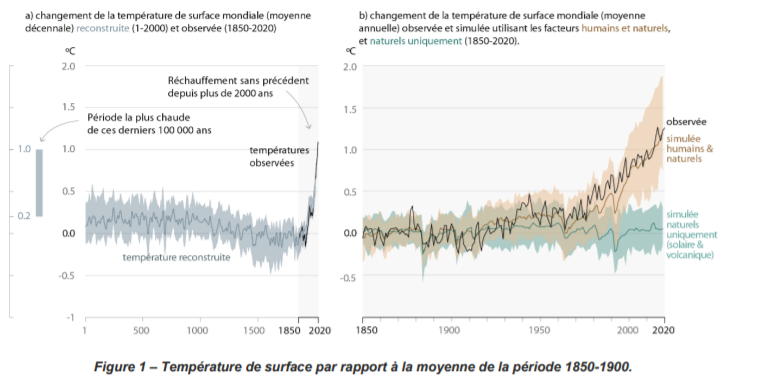 a) changement de la température de surface mondiale (moyenne
décennale) reconstruite (1-2000) et observée (1850-2020)
°C
2.0
1.5
1.0
0.5
0.0
-0.5
-1
1.0
0.2
Réchauffement sans précédent
depuis plus de 2000 ans
Période la plus chaude
de ces derniers 100 000 ans
températures
observées
température reconstruite
1 500 1000 1500 1850 2020
b) changement de la température de surface mondiale (moyenne
annuelle) observée et simulée utilisant les facteurs humains et naturels,
et naturels uniquement (1850-2020).
°C
2.0
1.5
1.0
0.5
0.0
-0.5
observée
simulée
humains &
naturels
simulée
naturels
uniquement
(solaire &
volcanique)
1850 1900 1950 2000 2020
Figure 1 – Température de surface par rapport à la moyenne de la période 1850-1900.